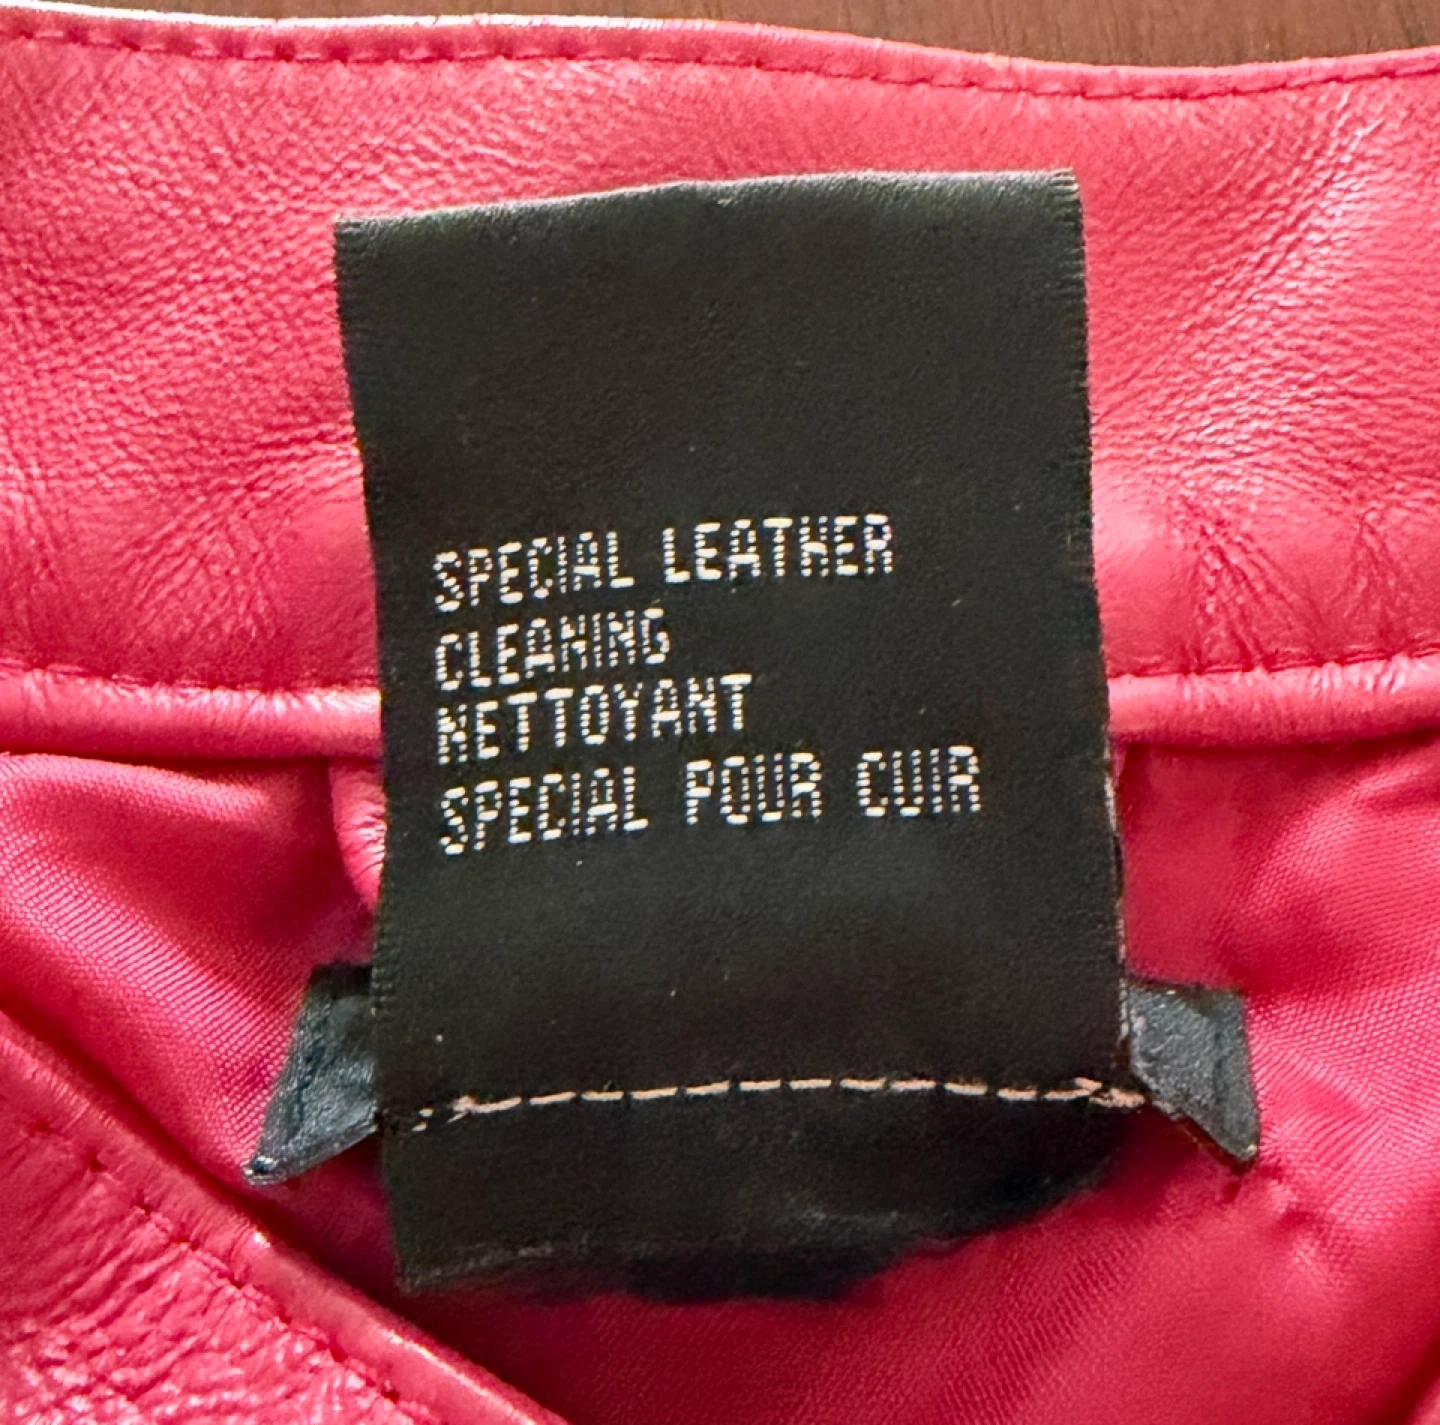 SPECIAL LEATHER
CLEANING
NETTOYANT
SPECIAL POUR CUIR